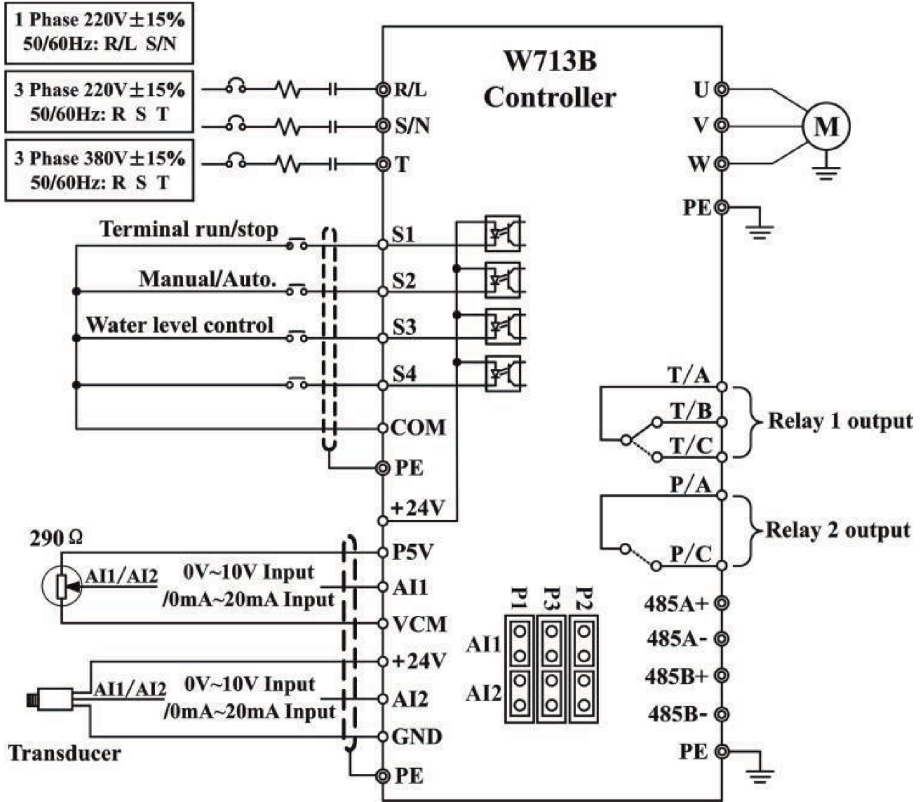 1 Phase 220V±15%
50/60Hz: R/L S/N
3 Phase 220V±15%
50/60Hz: R S T
3 Phase 380V±15%
50/60Hz: R S T
W713B
Controller
R/L
S/N
T
U
V
W
M
PE
Terminal run/stop
S1
Manual/Auto.
S2
Water level control
S3
S4
COM
PE
+24V
T/A
T/B
T/C
Relay 1 output
P/A
P/C
Relay 2 output
290Ω
P5V
AI1/AI2
0V~10V Input
/0mA~20mA Input
AI1
VCM
+24V
AI1/AI2
0V~10V Input
/0mA~20mA Input
AI2
GND
Transducer
PE
P1
P3
P2
AI1
AI2
485A+
485A-
485B+
485B-
PE